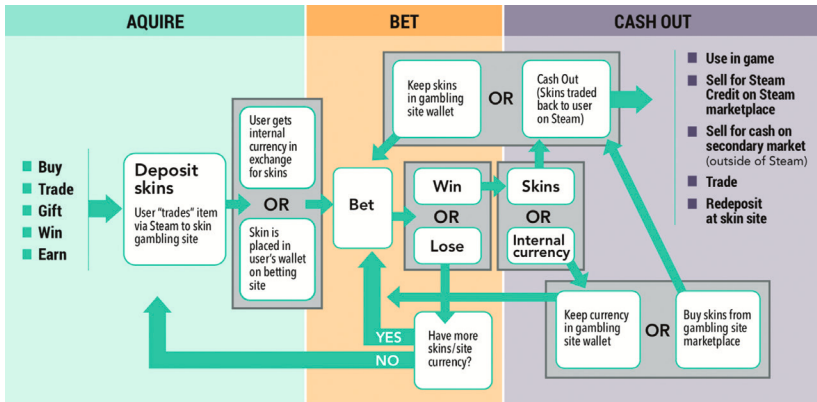 AQUIRE
BET
CASH OUT
Buy
Trade
Gift
Win
Earn
Deposit
skins
User “trades” item
via Steam to skin
gambling site
User gets
internal
currency in
exchange
for skins
OR
Skin is
placed in
user’s wallet
on betting
site
Bet
Win
OR
Lose
Have more
skins/site
currency?
YES
NO
Keep skins
in gambling
site wallet
OR
Cash Out
(Skins traded
back to user
on Steam)
Skins
OR
Internal
currency
Keep currency
in gambling
site wallet
OR
Buy skins from
gambling site
marketplace
Use in game
Sell for Steam
Credit on Steam
marketplace
Sell for cash on
secondary market
(outside of Steam)
Trade
Redeposit
at skin site